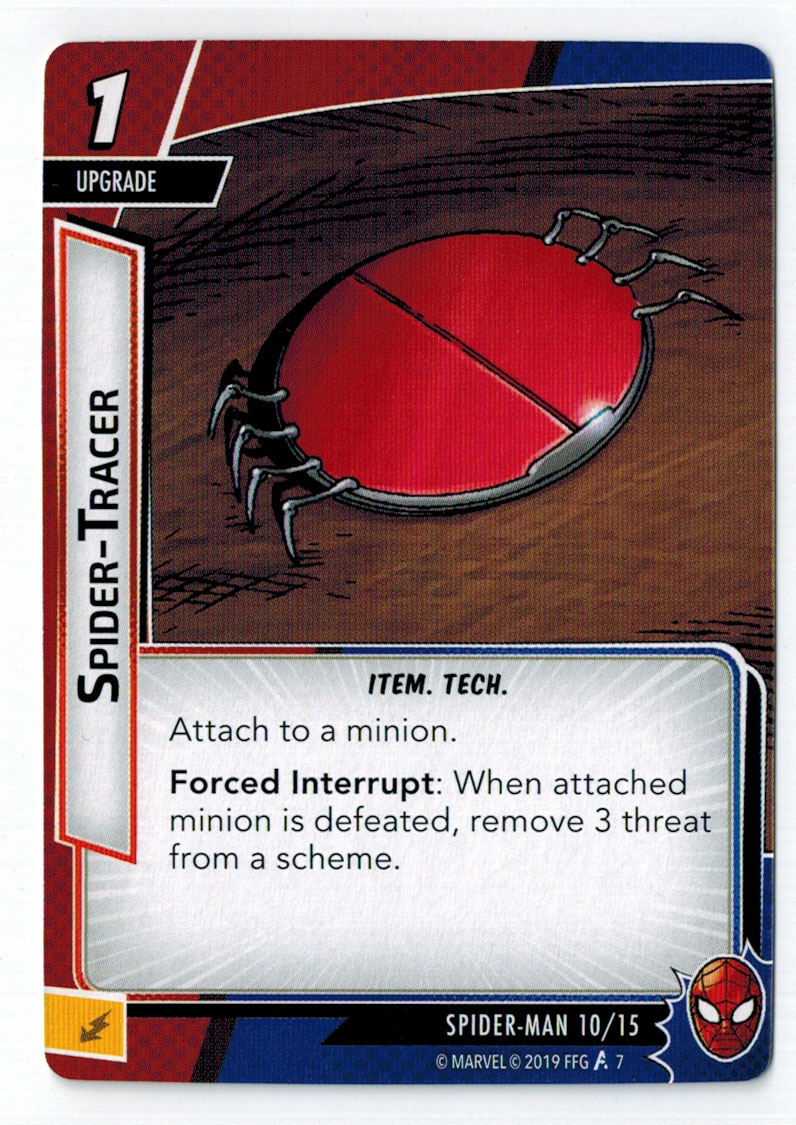 1
UPGRADE
SPIDER-TRACER
ITEM. TECH.
Attach to a minion.
Forced Interrupt: When attached
minion is defeated, remove 3 threat
from a scheme.
SPIDER-MAN 10/15
© MARVEL © 2019 FFG 7